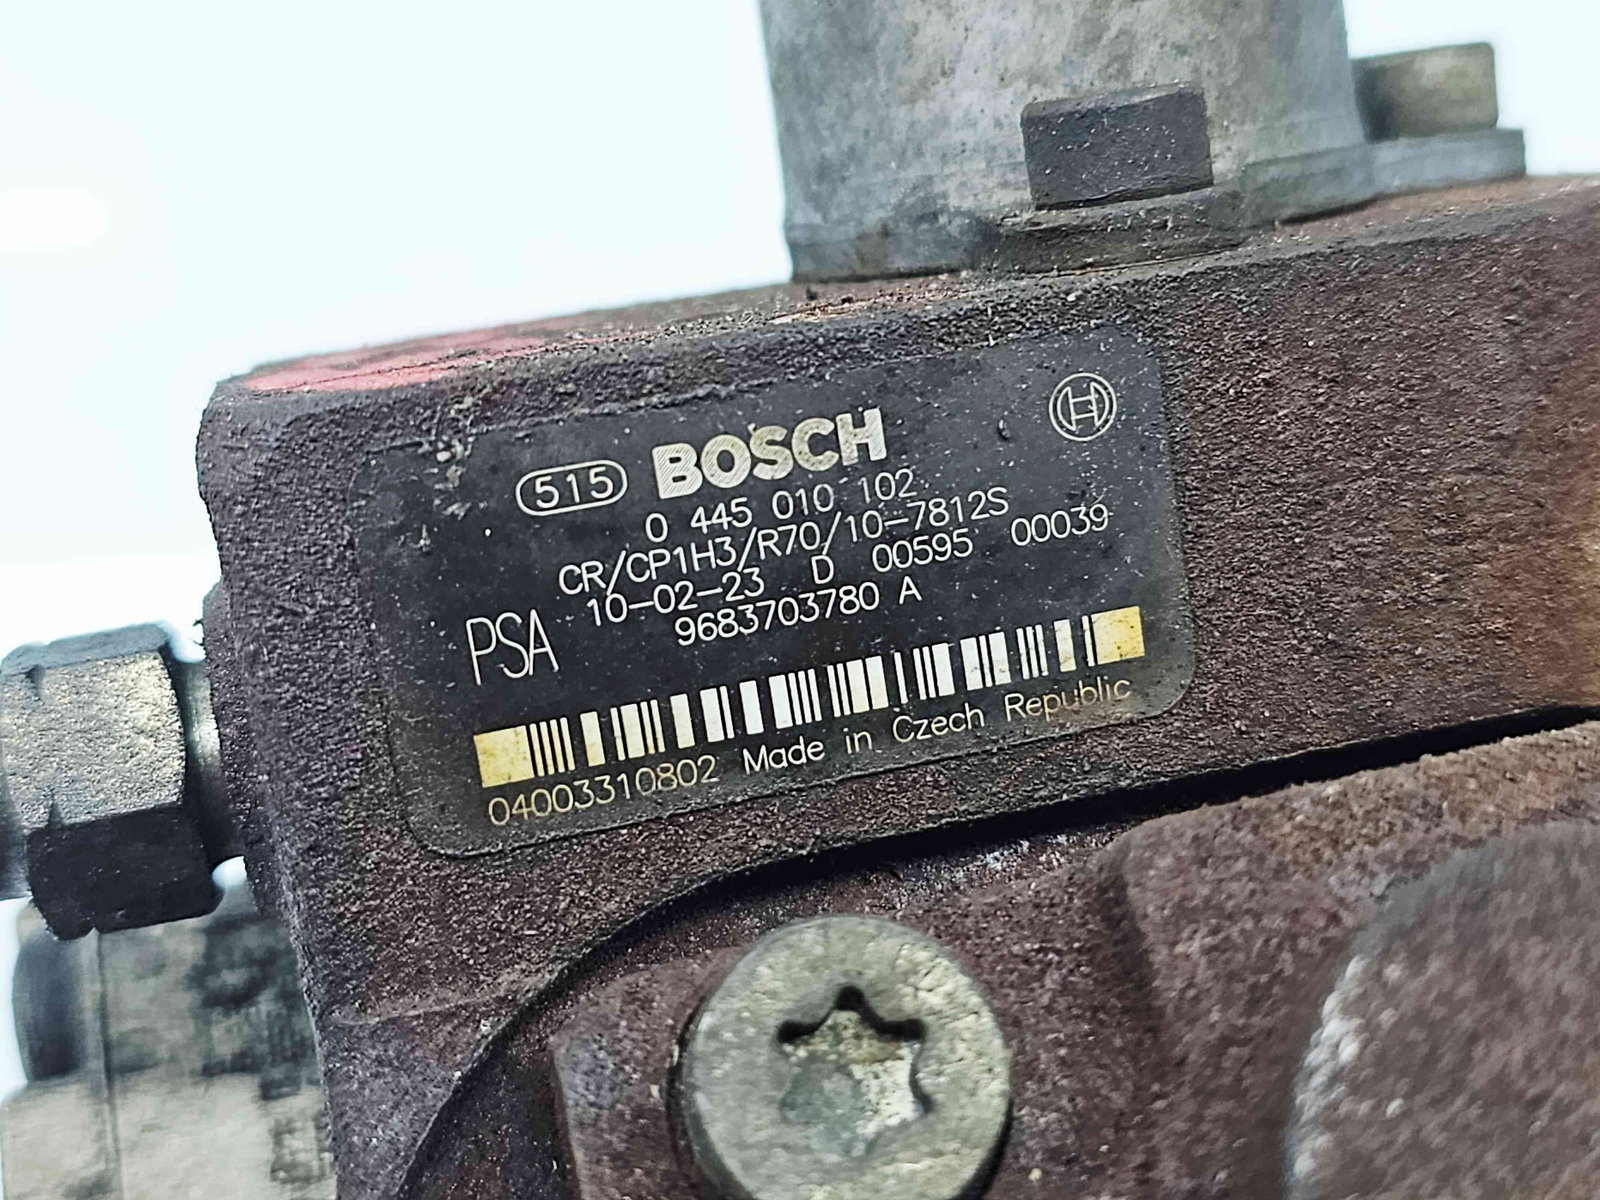 515 BOSCH
0 445 010 102
CR/CP1H3/R70/10-7812S
10-02-23 D 00595 00039
PSA 9683703780 A
04003310802 Made in Czech Republic